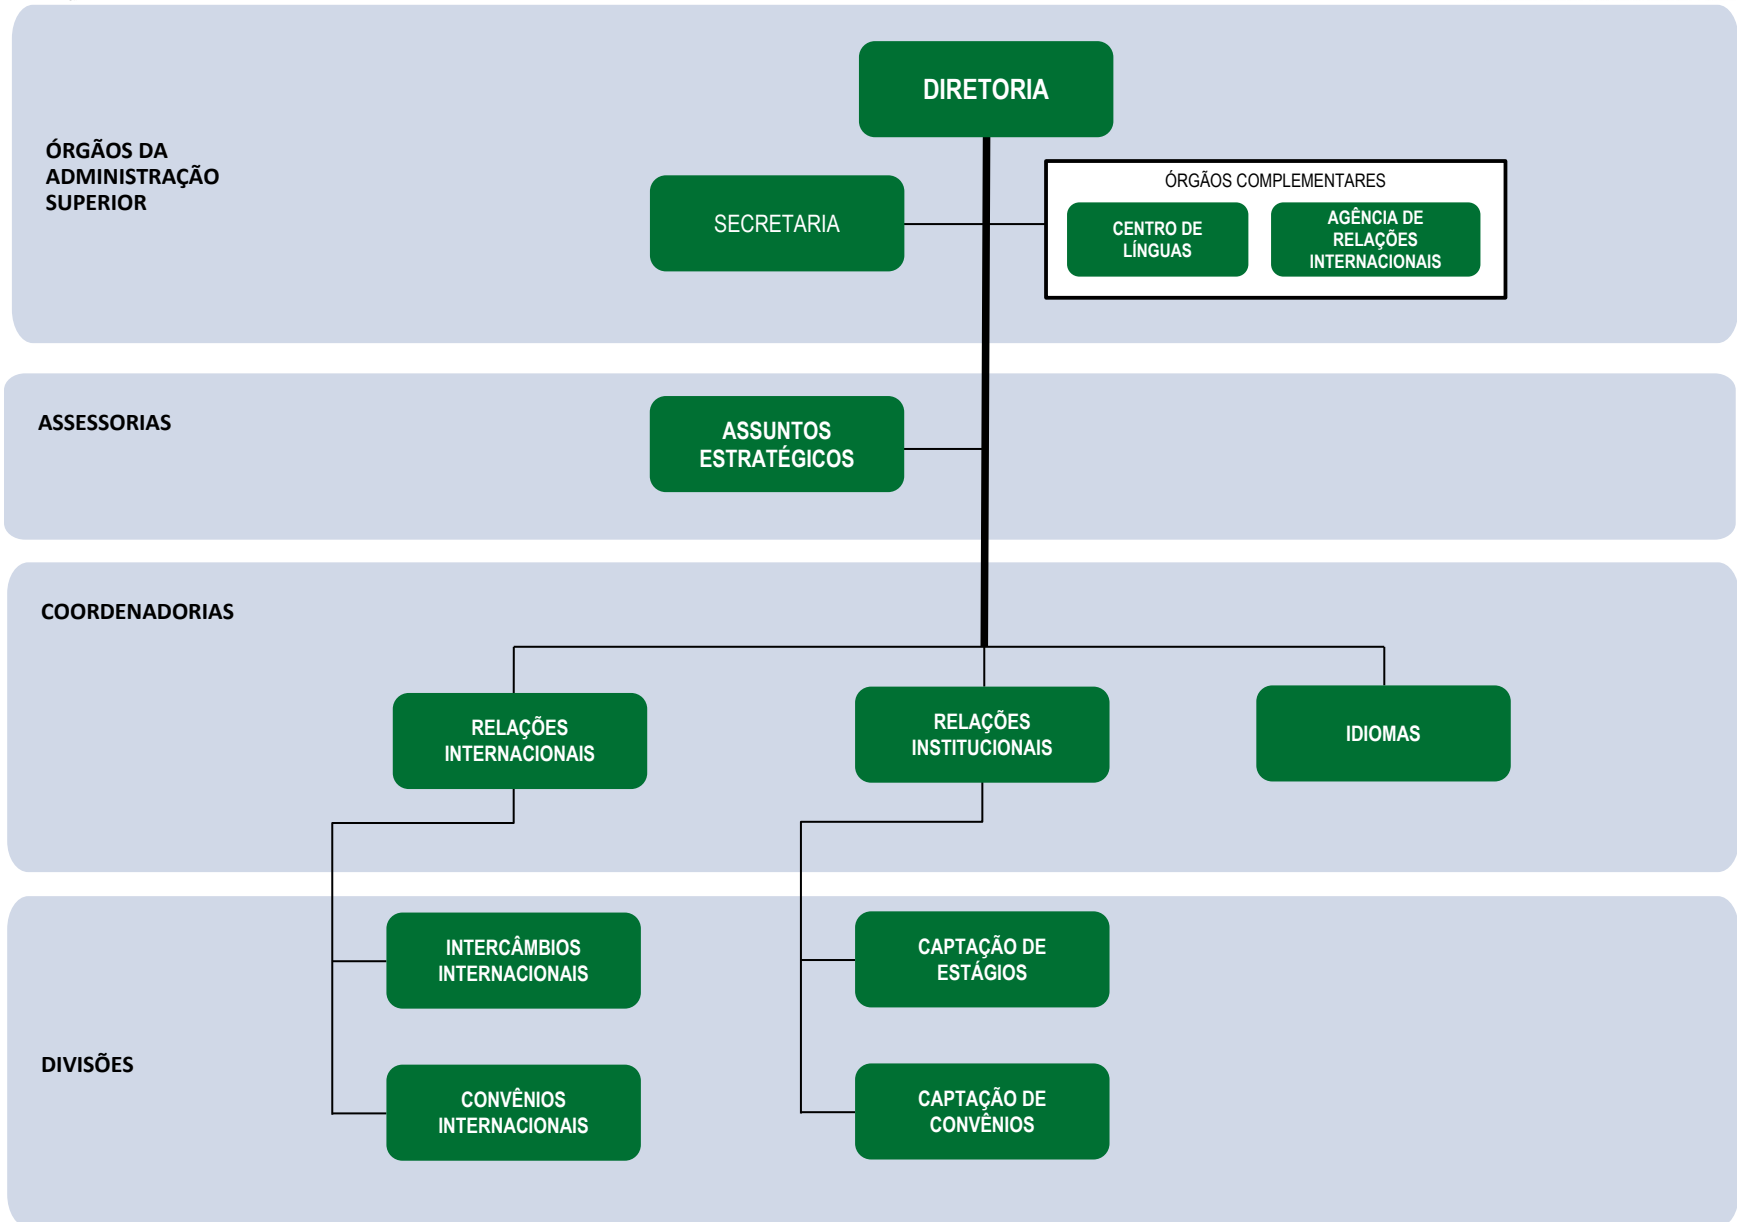 DIRETORIA
ÓRGÃOS DA
ADMINISTRAÇÃO
SUPERIOR
SECRETARIA
ÓRGÃOS COMPLEMENTARES
CENTRO DE
LÍNGUAS
AGÊNCIA DE
RELAÇÕES
INTERNACIONAIS
ASSESSORIAS
ASSUNTOS
ESTRATÉGICOS
COORDENADORIAS
RELAÇÕES
INTERNACIONAIS
RELAÇÕES
INSTITUCIONAIS
IDIOMAS
DIVISÕES
INTERCÂMBIOS
INTERNACIONAIS
CAPTAÇÃO DE
ESTÁGIOS
CONVÊNIOS
INTERNACIONAIS
CAPTAÇÃO DE
CONVÊNIOS